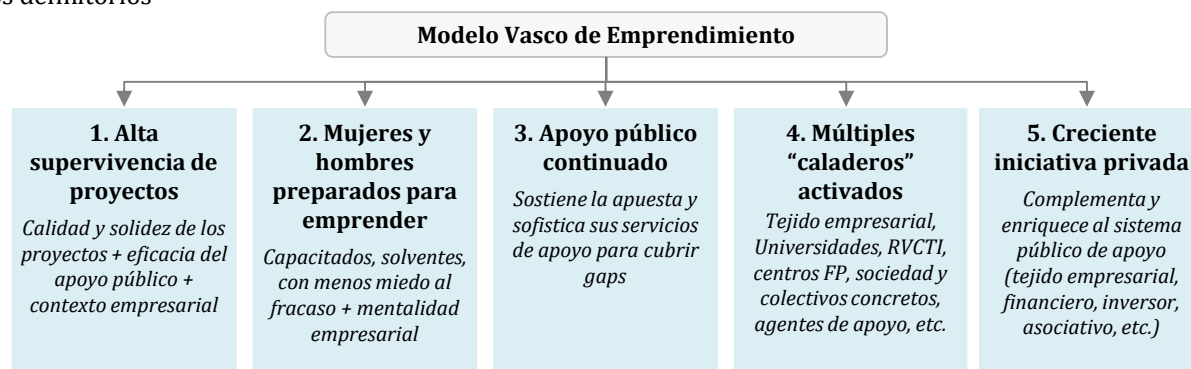 Modelo Vasco de Emprendimiento
1. Alta
supervivencia de
proyectos
Calidad y solidez de los
proyectos + eficacia del
apoyo público +
contexto empresarial
2. Mujeres y
hombres
preparados para
emprender
Capacitados, solventes,
con menos miedo al
fracaso + mentalidad
empresarial
3. Apoyo público
continuado
Sostiene la apuesta y
sofistica sus servicios
de apoyo para cubrir
gaps
4. Múltiples
“caladeros”
activados
Tejido empresarial,
Universidades, RVCTI,
centros FP, sociedad y
colectivos concretos,
agentes de apoyo, etc.
5. Creciente
iniciativa privada
Complementa y
enriquece al sistema
público de apoyo
(tejido empresarial,
financiero, inversor,
asociativo, etc.)